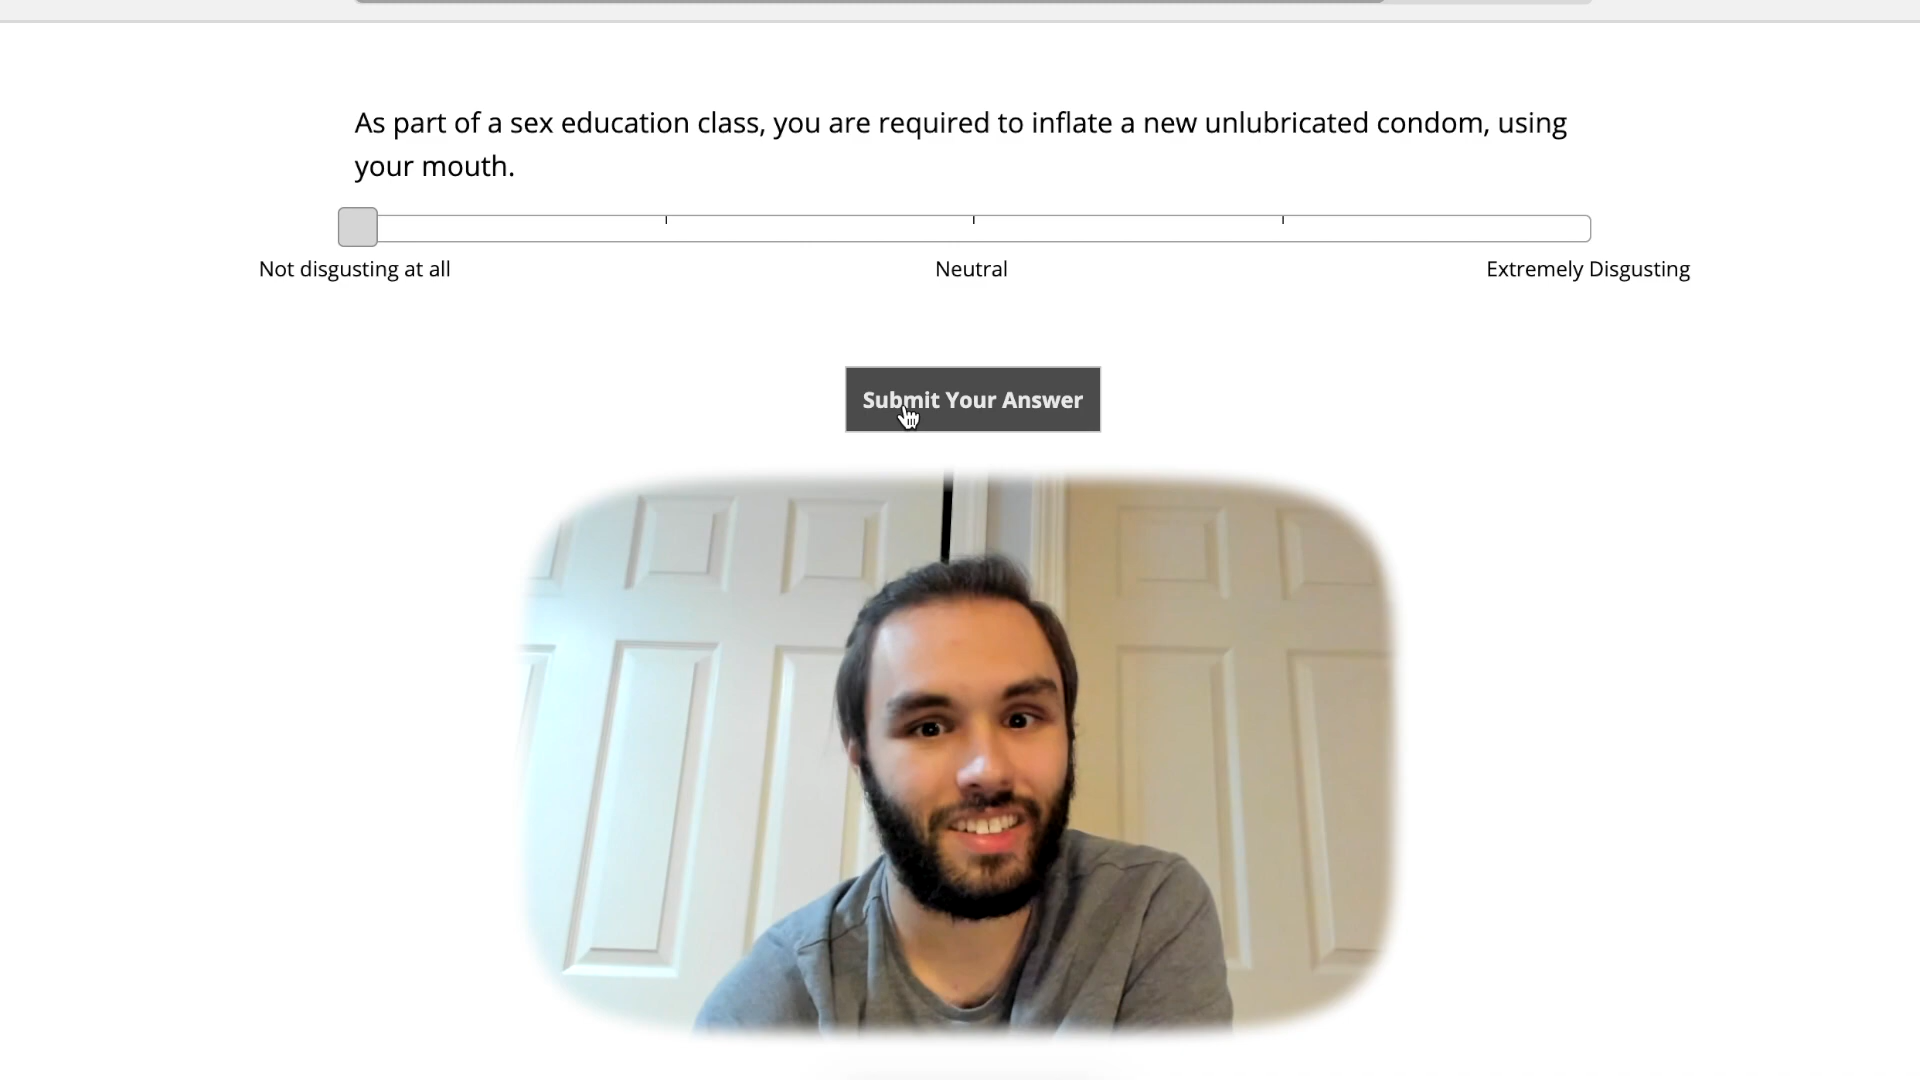 As part of a sex education class, you are required to inflate a new unlubricated condom, using
your mouth.
Not disgusting at all
Neutral
Extremely Disgusting
Submit Your Answer